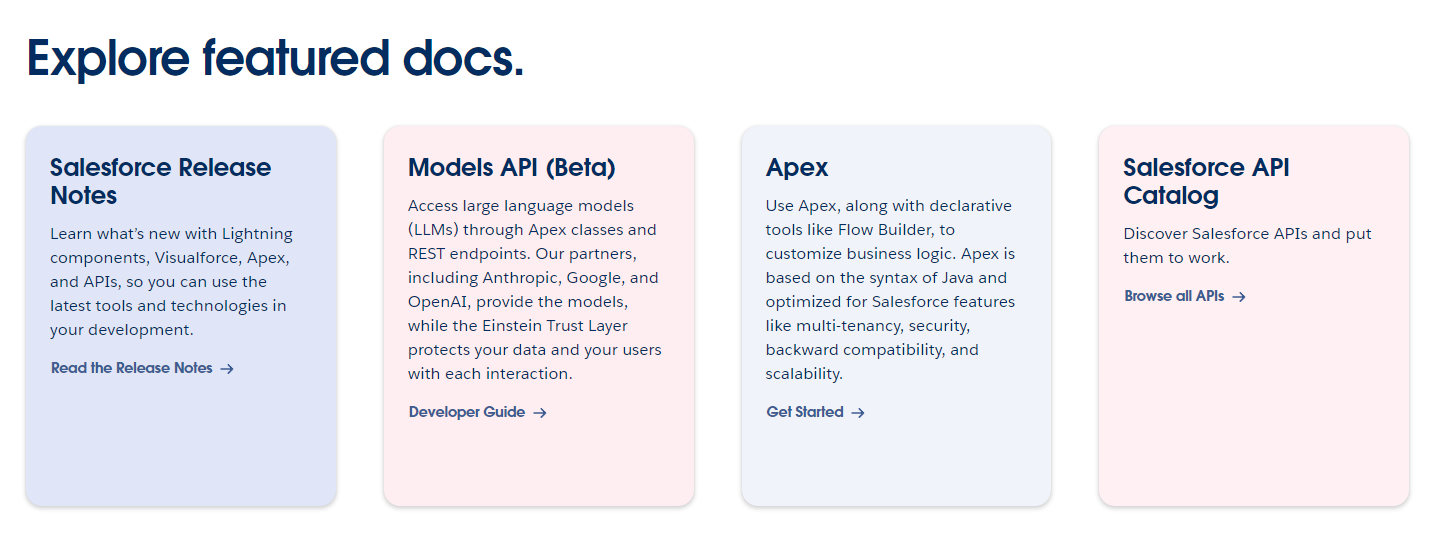 Explore featured docs.
Salesforce Release
Notes
Learn what’s new with Lightning
components, Visualforce, Apex,
and APIs, so you can use the
latest tools and technologies in
your development.
Read the Release Notes →
Models API (Beta)
Access large language models
(LLMs) through Apex classes and
REST endpoints. Our partners,
including Anthropic, Google, and
OpenAI, provide the models,
while the Einstein Trust Layer
protects your data and your users
with each interaction.
Developer Guide →
Apex
Use Apex, along with declarative
tools like Flow Builder, to
customize business logic. Apex is
based on the syntax of Java and
optimized for Salesforce features
like multi-tenancy, security,
backward compatibility, and
scalability.
Get Started →
Salesforce API
Catalog
Discover Salesforce APIs and put
them to work.
Browse all APIs →